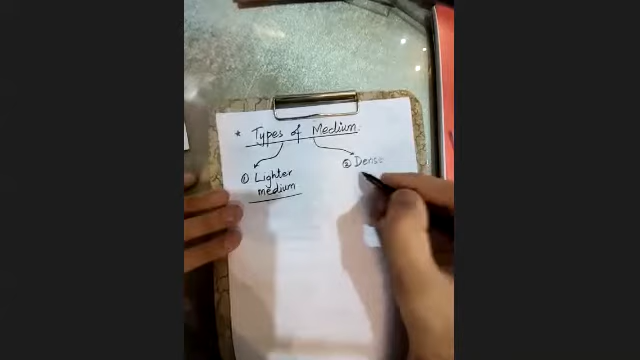 * Types of Medium
① Lighter
medium
② Dense